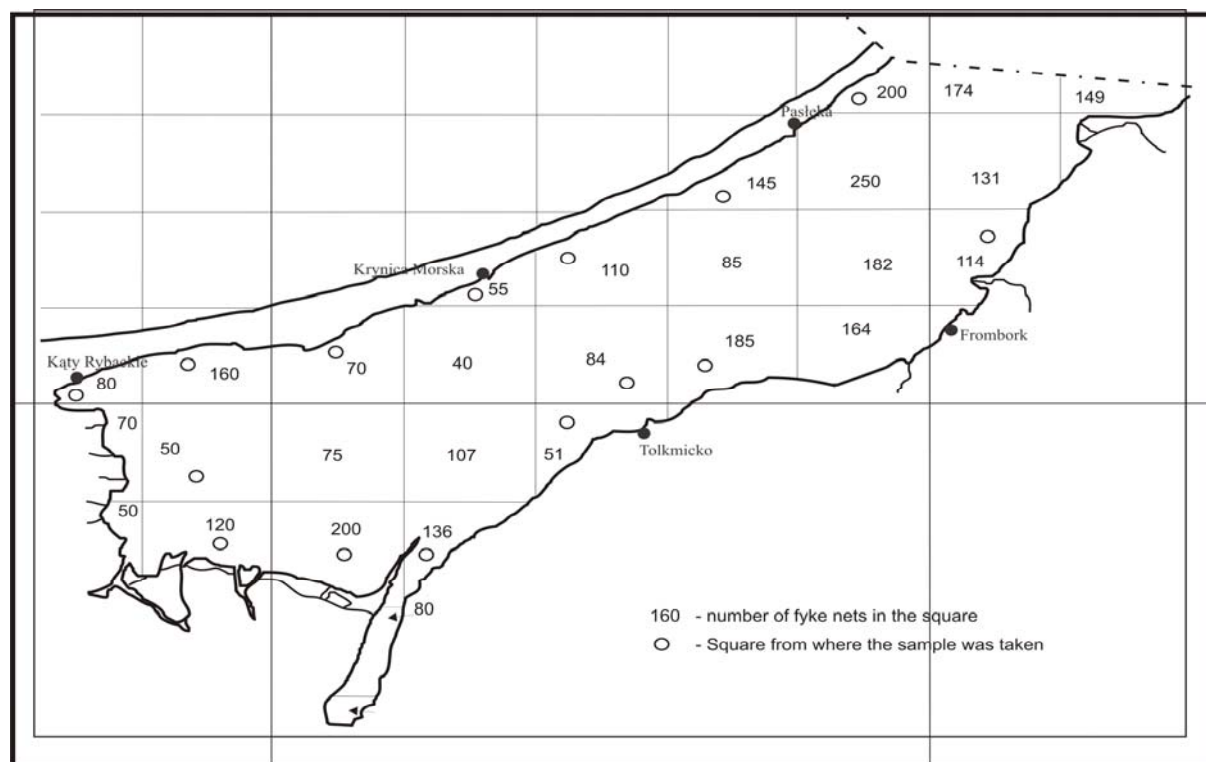 200 174 149
Pasłęka
145 250 131
Krynica Morska
110 85 182 114
55
185 164 Frombork
Kąty Rybackie
80 160 70 40 84
70
50 75 107 51
Tolkmicko
50
120 200 136
80
160 - number of fyke nets in the square
- Square from where the sample was taken